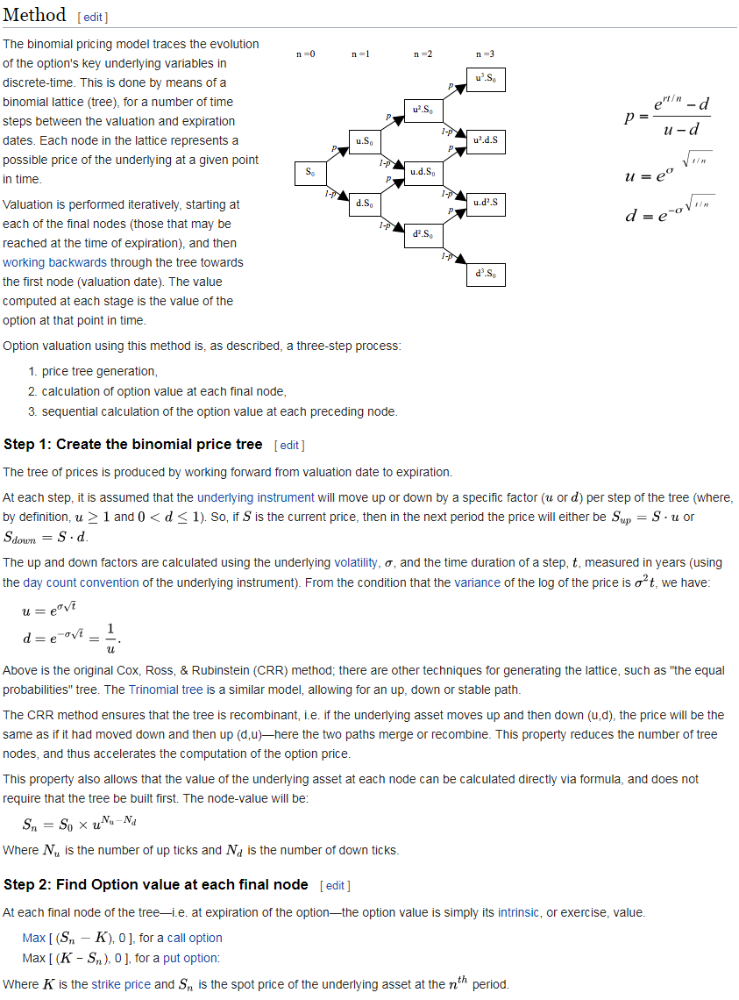 Method [ edit ]
The binomial pricing model traces the evolution
of the option's key underlying variables in
discrete-time. This is done by means of a
binomial lattice (tree), for a number of time
steps between the valuation and expiration
dates. Each node in the lattice represents a
possible price of the underlying at a given point
in time.
Valuation is performed iteratively, starting at
each of the final nodes (those that may be
reached at the time of expiration), and then
working backwards through the tree towards
the first node (valuation date). The value
computed at each stage is the value of the
option at that point in time.
n =0 n =1 n =2 n =3
u³.S₀
p
u².S₀
p 1-p
u.S₀ u².d.S
p 1-p p
S₀ u.d.S₀
1-p p 1-p
d.S₀ u.d².S
1-p p
d².S₀
1-p
d³.S₀
p = (e^{rt/n} − d) / (u − d)
u = e^{σ√(t/n)}
d = e^{−σ√(t/n)}
Option valuation using this method is, as described, a three-step process:
1. price tree generation,
2. calculation of option value at each final node,
3. sequential calculation of the option value at each preceding node.
Step 1: Create the binomial price tree [ edit ]
The tree of prices is produced by working forward from valuation date to expiration.
At each step, it is assumed that the underlying instrument will move up or down by a specific factor (u or d) per step of the tree (where,
by definition, u ≥ 1 and 0 < d ≤ 1). So, if S is the current price, then in the next period the price will either be S_up = S · u or
S_down = S · d.
The up and down factors are calculated using the underlying volatility, σ, and the time duration of a step, t, measured in years (using
the day count convention of the underlying instrument). From the condition that the variance of the log of the price is σ²t, we have:
u = e^{σ√t}
d = e^{−σ√t} = 1/u.
Above is the original Cox, Ross, & Rubinstein (CRR) method; there are other techniques for generating the lattice, such as "the equal
probabilities" tree. The Trinomial tree is a similar model, allowing for an up, down or stable path.
The CRR method ensures that the tree is recombinant, i.e. if the underlying asset moves up and then down (u,d), the price will be the
same as if it had moved down and then up (d,u)—here the two paths merge or recombine. This property reduces the number of tree
nodes, and thus accelerates the computation of the option price.
This property also allows that the value of the underlying asset at each node can be calculated directly via formula, and does not
require that the tree be built first. The node-value will be:
S_n = S_0 × u^{N_u − N_d}
Where N_u is the number of up ticks and N_d is the number of down ticks.
Step 2: Find Option value at each final node [ edit ]
At each final node of the tree—i.e. at expiration of the option—the option value is simply its intrinsic, or exercise, value.
Max [ (S_n − K), 0 ], for a call option
Max [ (K − S_n), 0 ], for a put option:
Where K is the strike price and S_n is the spot price of the underlying asset at the n^{th} period.